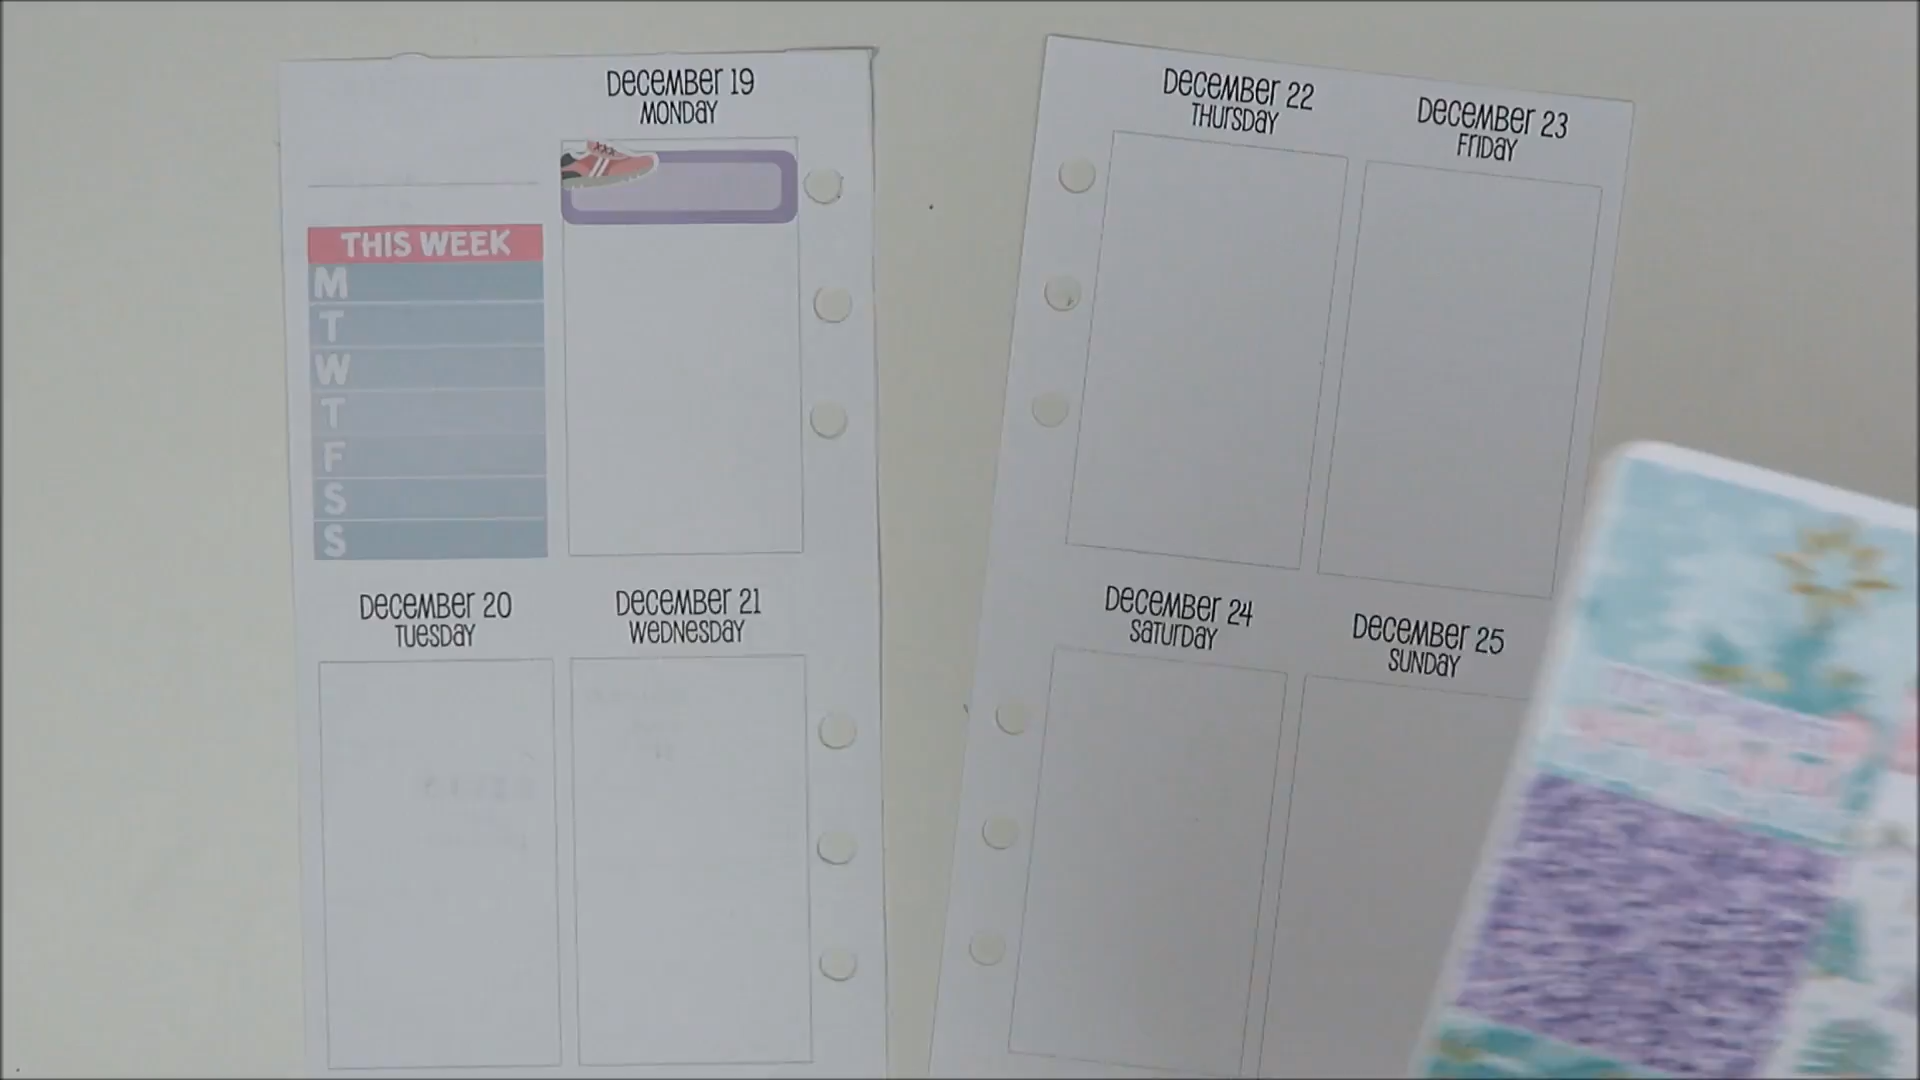 December 19
Monday
THIS WEEK
M
T
W
T
F
S
S
December 20
Tuesday
December 21
Wednesday
December 22
Thursday
December 23
Friday
December 24
Saturday
December 25
Sunday